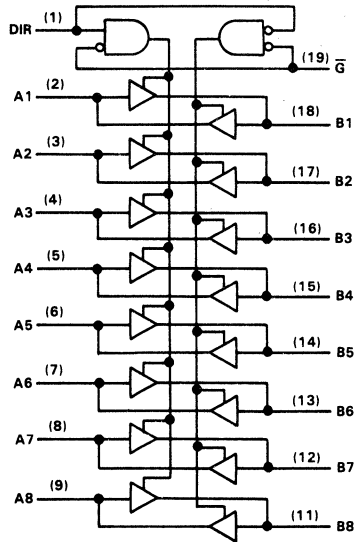 (1)
DIR
(19) G̅
(2)
A1
(18)
B1
(3)
A2
(17)
B2
(4)
A3
(16)
B3
(5)
A4
(15)
B4
(6)
A5
(14)
B5
(7)
A6
(13)
B6
(8)
A7
(12)
B7
(9)
A8
(11)
B8